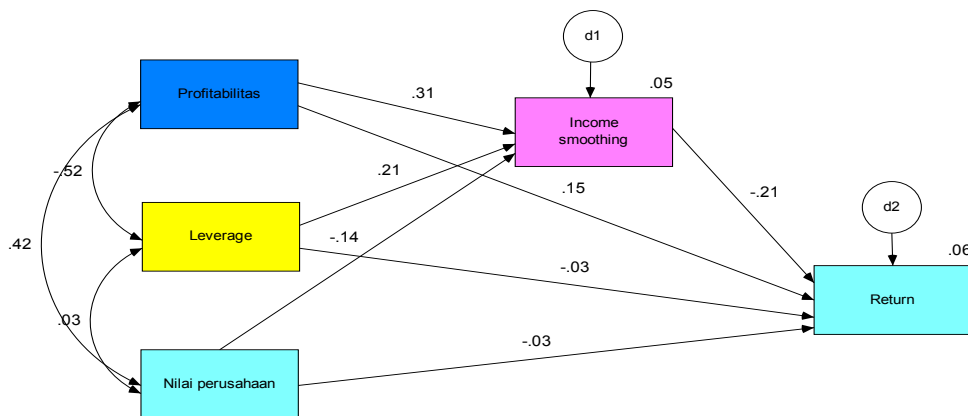 d1
.05
Profitabilitas
.31
Income
smoothing
-.52
.21
.15
-.21
d2
Leverage
.42
-.14
-.03
.06
Return
.03
-.03
Nilai perusahaan